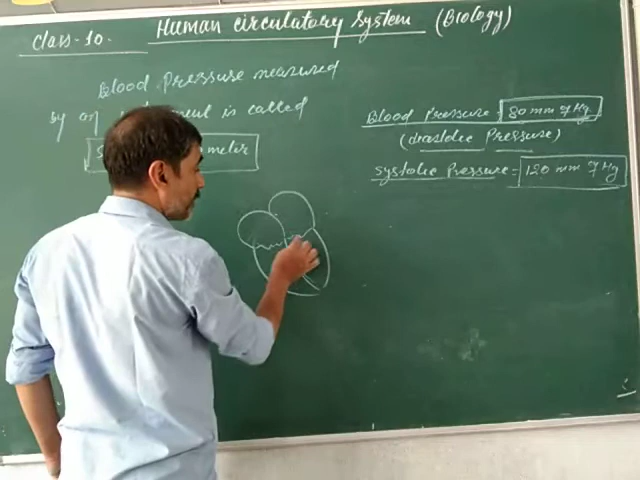 Class-10.
Human circulatory System (Biology)
Blood Pressure measured
by an is called
meter
Blood Pressure = 80 mm of Hg
(diastolic Pressure)
Systolic Pressure = 120 mm of Hg